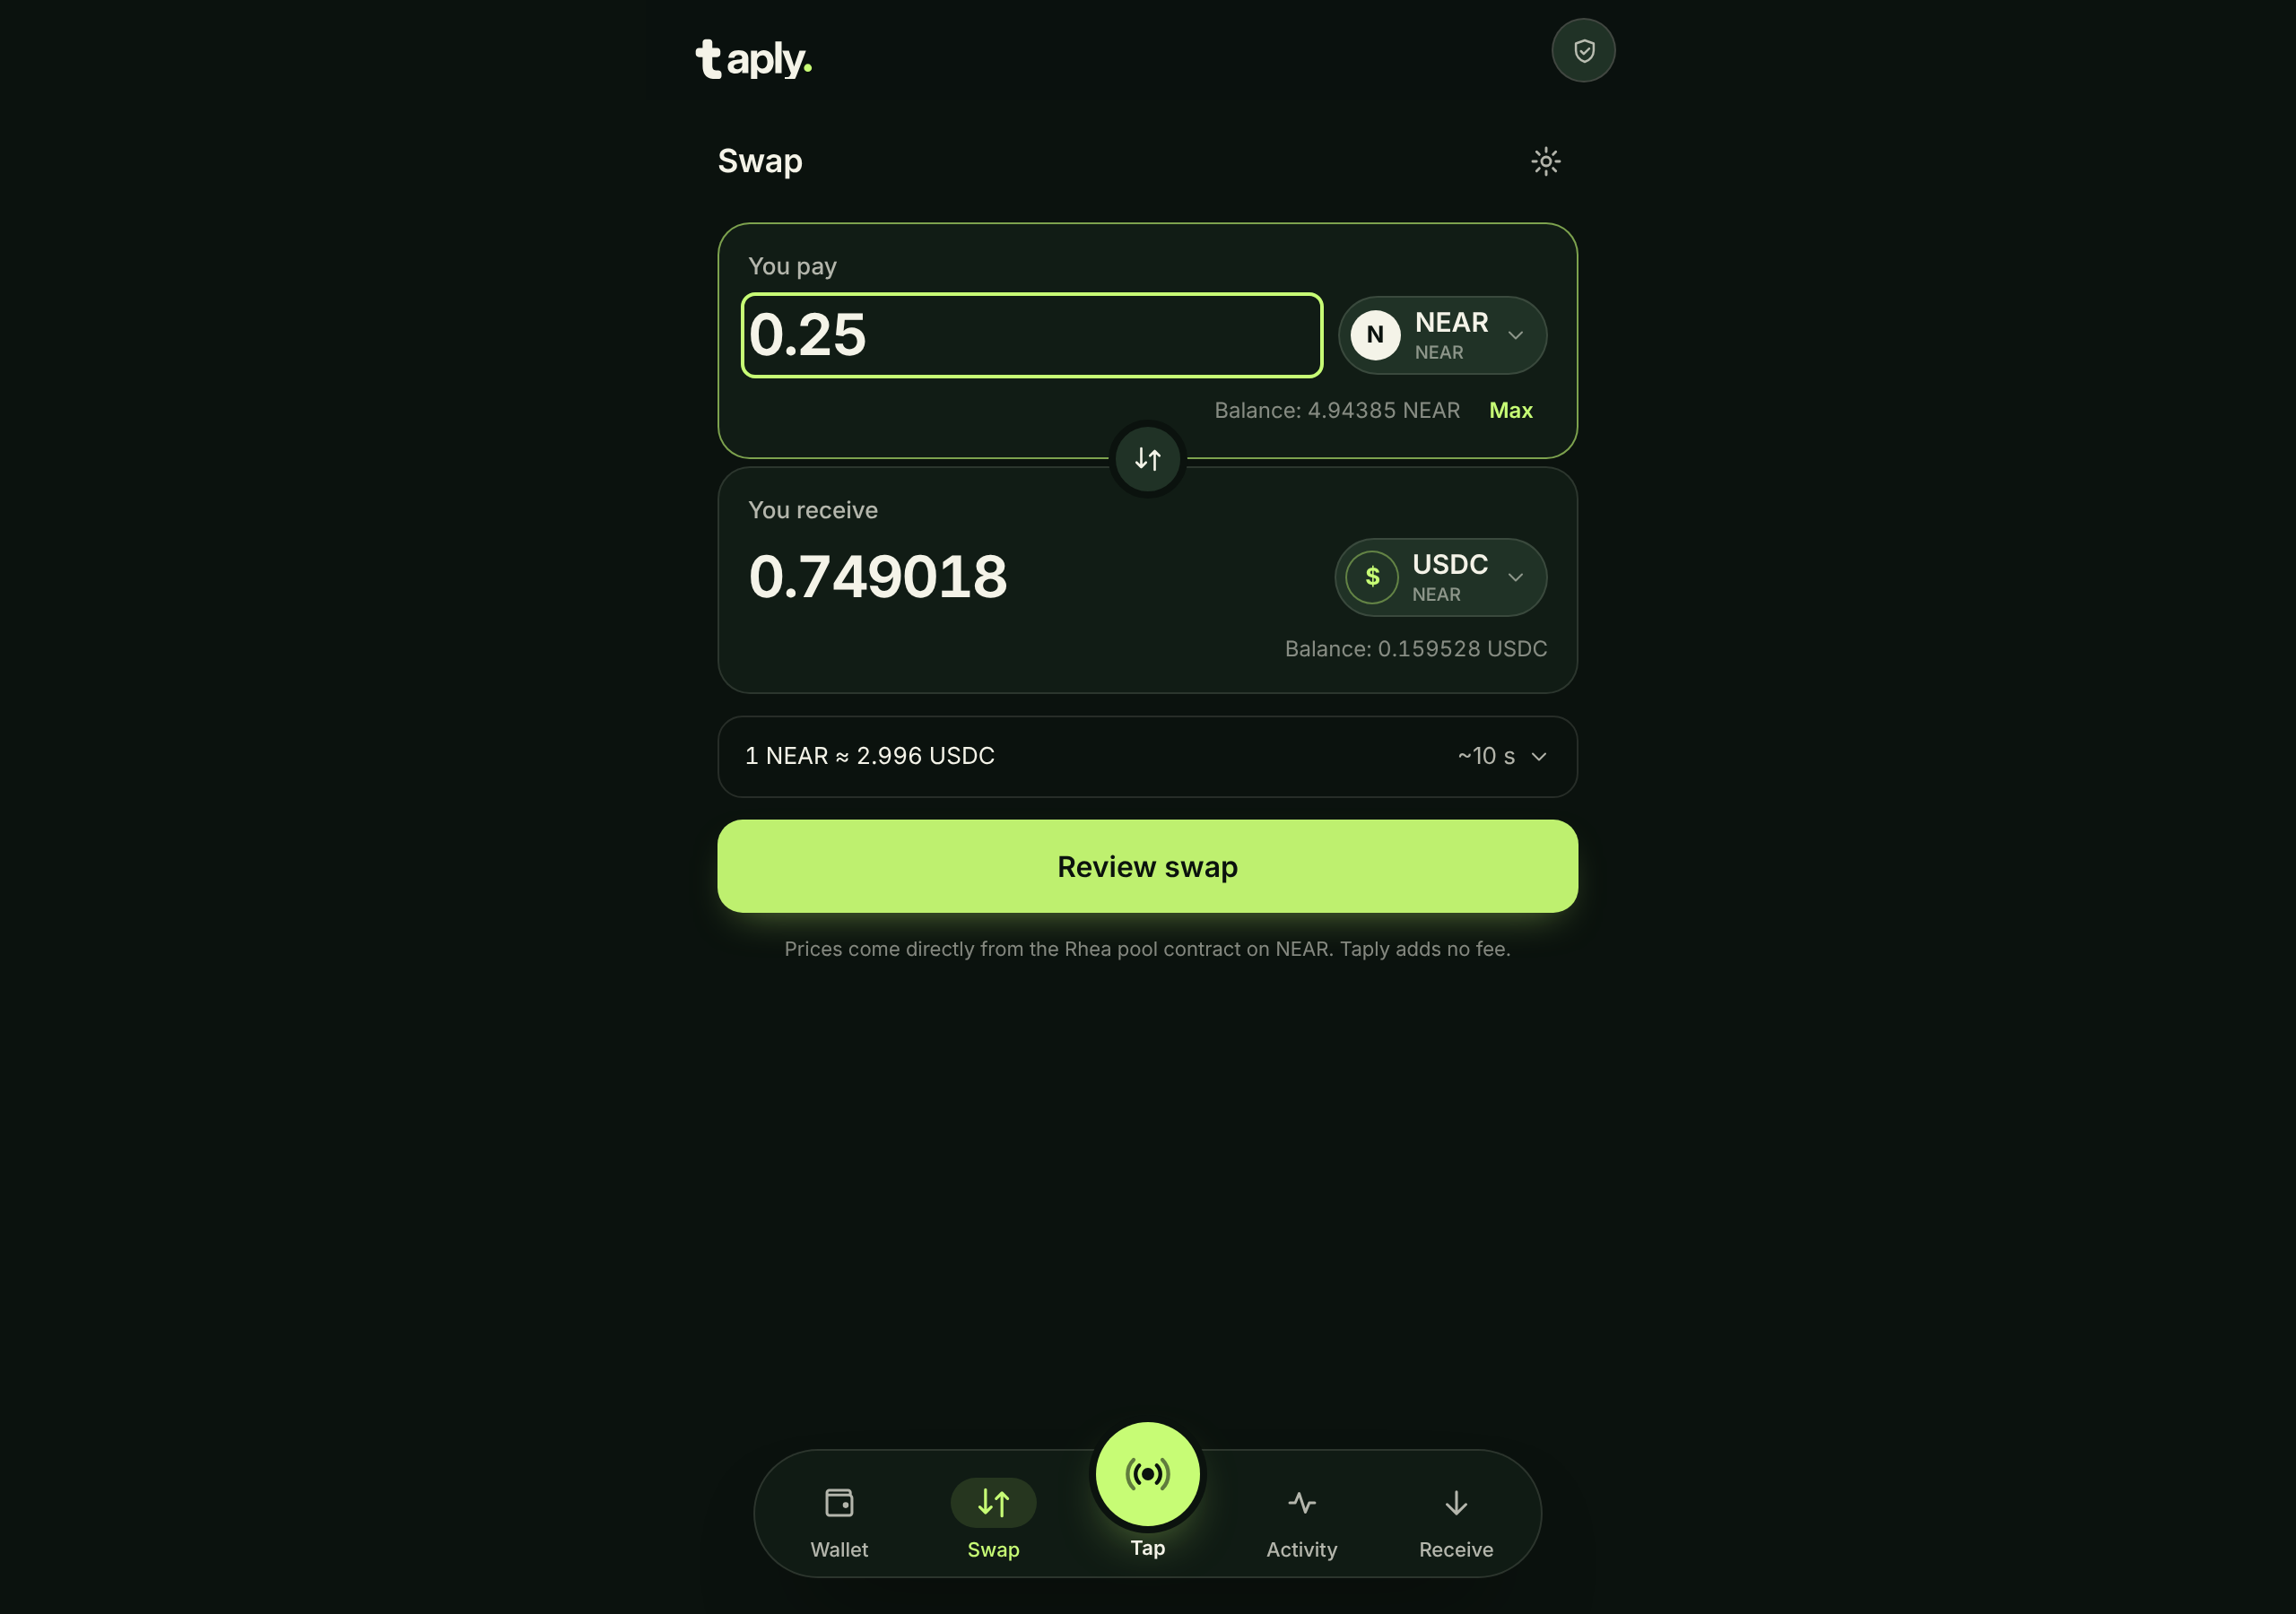 taply.
Swap
You pay
0.25
N NEAR
NEAR
Balance: 4.94385 NEAR Max
You receive
0.749018
$ USDC
NEAR
Balance: 0.159528 USDC
1 NEAR ≈ 2.996 USDC ~10 s
Review swap
Prices come directly from the Rhea pool contract on NEAR. Taply adds no fee.
Wallet Swap Tap Activity Receive